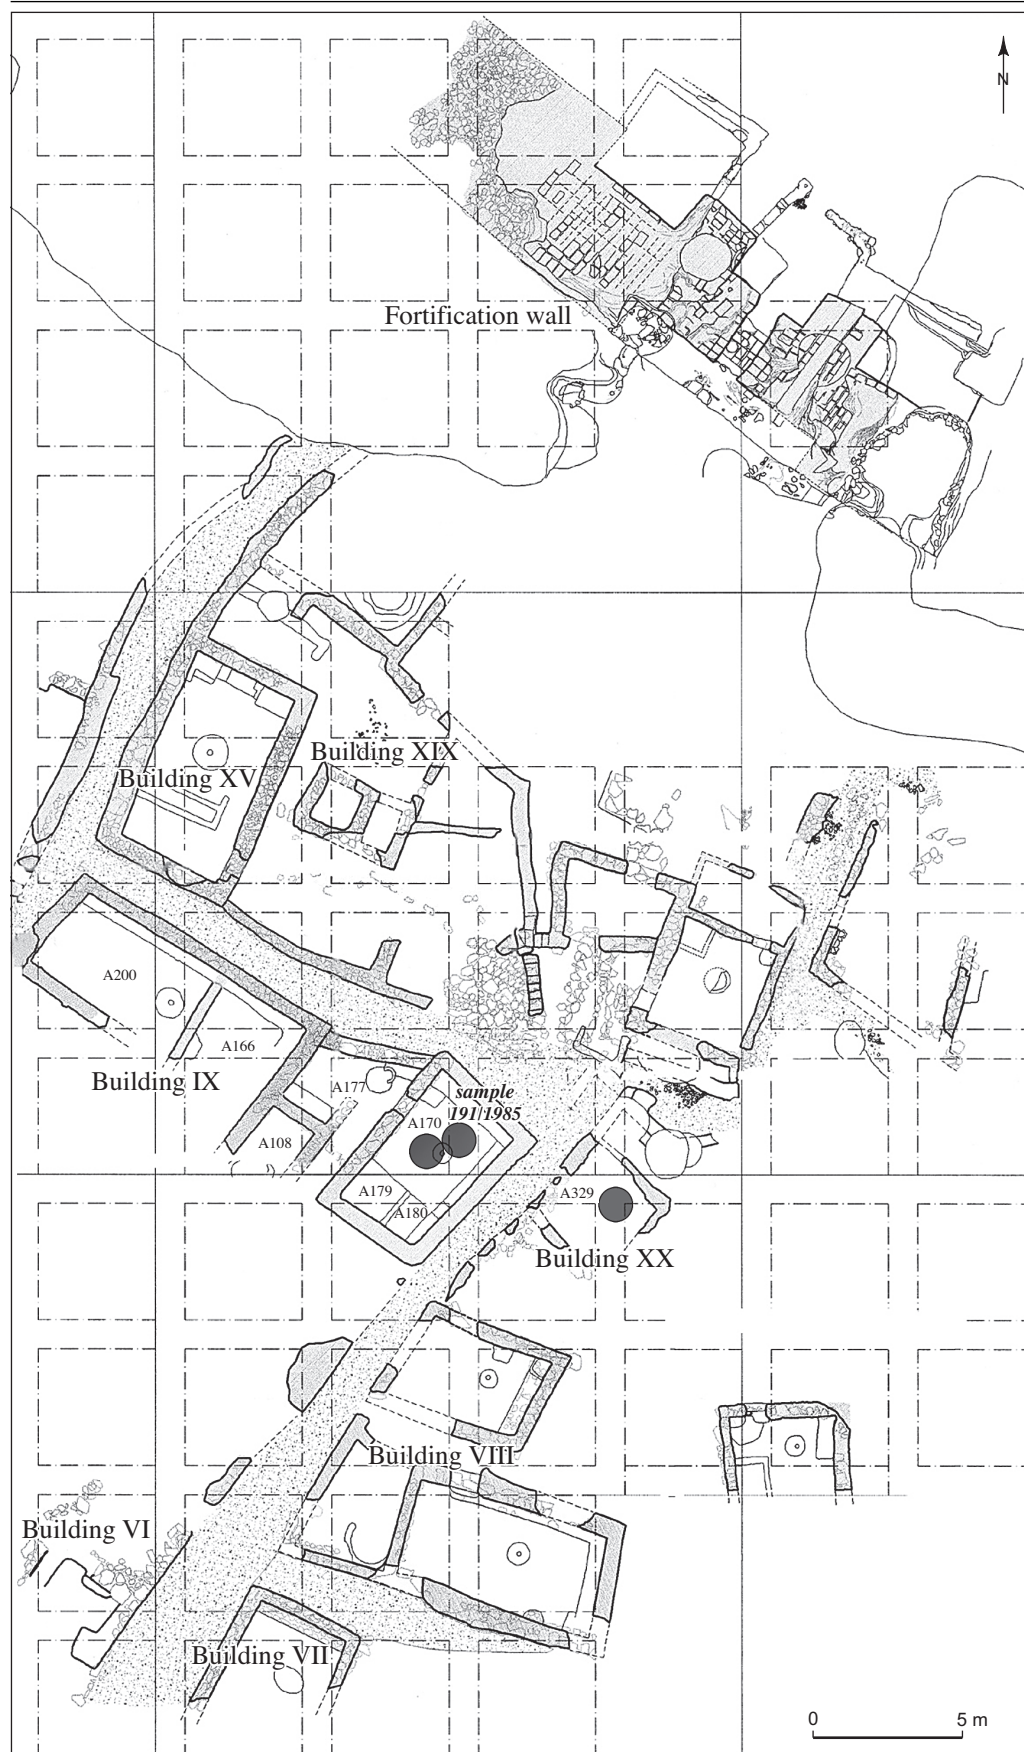 N
Fortification wall
Building XIX
Building XV
A200
A166
Building IX
A177
sample
191/1985
A170
A108
A179
A180
A329
Building XX
Building VIII
Building VI
Building VII
0 5 m